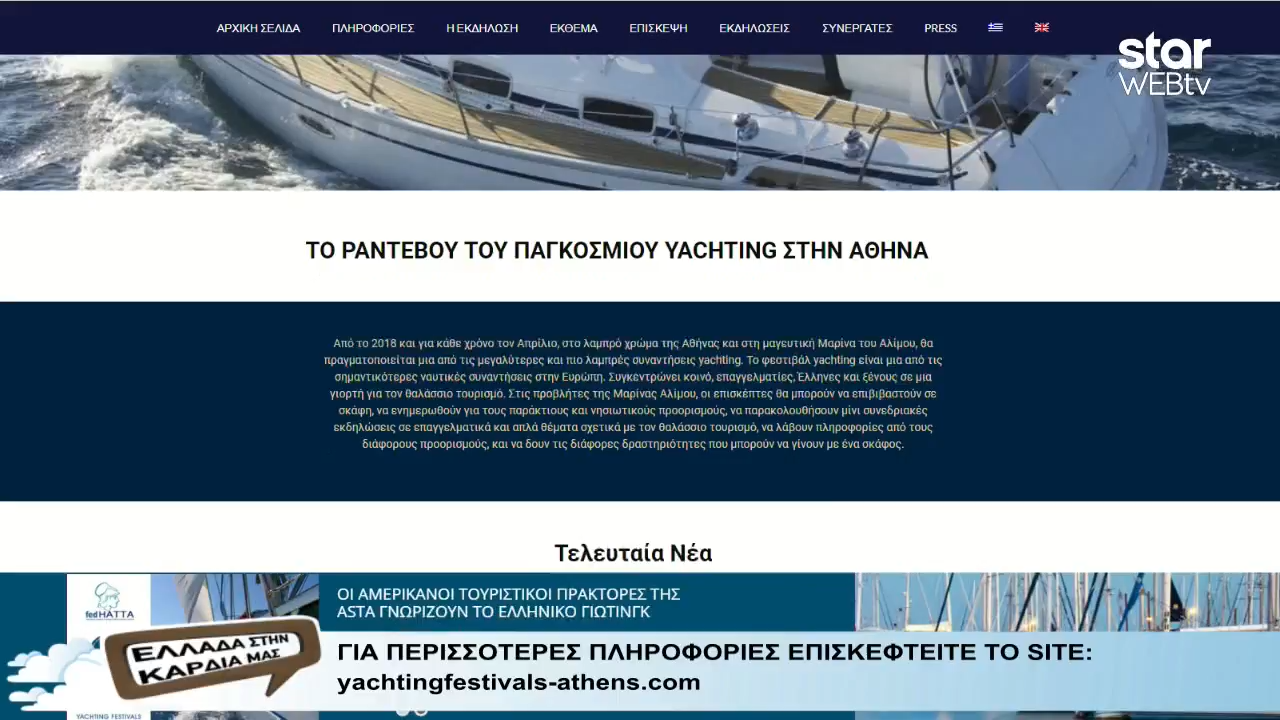 ΑΡΧΙΚΗ ΣΕΛΙΔΑ ΠΛΗΡΟΦΟΡΙΕΣ Η ΕΚΔΗΛΩΣΗ ΕΚΘΕΜΑ ΕΠΙΣΚΕΨΗ ΕΚΔΗΛΩΣΕΙΣ ΣΥΝΕΡΓΑΤΕΣ PRESS
star
WEBtv
ΤΟ ΡΑΝΤΕΒΟΥ ΤΟΥ ΠΑΓΚΟΣΜΙΟΥ YACHTING ΣΤΗΝ ΑΘΗΝΑ
Από το 2018 και για κάθε χρόνο τον Απρίλιο, στο λαμπρό χρώμα της Αθήνας και στη μαγευτική Μαρίνα του Αλίμου, θα
πραγματοποιείται μια από τις μεγαλύτερες και πιο λαμπρές συναντήσεις yachting. Το φεστιβάλ yachting είναι μια από τις
σημαντικότερες ναυτικές συναντήσεις στην Ευρώπη. Συγκεντρώνει κοινό, επαγγελματίες, Έλληνες και ξένους σε μια
γιορτή για τον θαλάσσιο τουρισμό. Στις προβλήτες της Μαρίνας Αλίμου, οι επισκέπτες θα μπορούν να επιβιβαστούν σε
σκάφη, να ενημερωθούν για τους παράκτιους και νησιωτικούς προορισμούς, να παρακολουθήσουν μίνι συνεδριακές
εκδηλώσεις σε επαγγελματικά και απλά θέματα σχετικά με τον θαλάσσιο τουρισμό, να λάβουν πληροφορίες από τους
διάφορους προορισμούς, και να δουν τις διάφορες δραστηριότητες που μπορούν να γίνουν με ένα σκάφος.
Τελευταία Νέα
fedHATTA
ΟΙ ΑΜΕΡΙΚΑΝΟΙ ΤΟΥΡΙΣΤΙΚΟΙ ΠΡΑΚΤΟΡΕΣ ΤΗΣ
ASTA ΓΝΩΡΙΖΟΥΝ ΤΟ ΕΛΛΗΝΙΚΟ ΓΙΩΤΙΝΓΚ
ΕΛΛΑΔΑ ΣΤΗΝ
ΚΑΡΔΙΑ ΜΑΣ
ΓΙΑ ΠΕΡΙΣΣΟΤΕΡΕΣ ΠΛΗΡΟΦΟΡΙΕΣ ΕΠΙΣΚΕΦΤΕΙΤΕ ΤΟ SITE:
yachtingfestivals-athens.com
YACHTING FESTIVALS